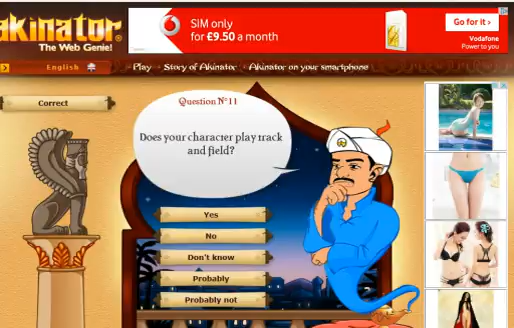 akinator®
The Web Genie!
vodafone
SIM only
for £9.50 a month
Go for it ›
Vodafone
Power to you
English
Play
Story of Akinator
Akinator on your smartphone
Correct
Question N°11
Does your character play track
and field?
Yes
No
Don't know
Probably
Probably not